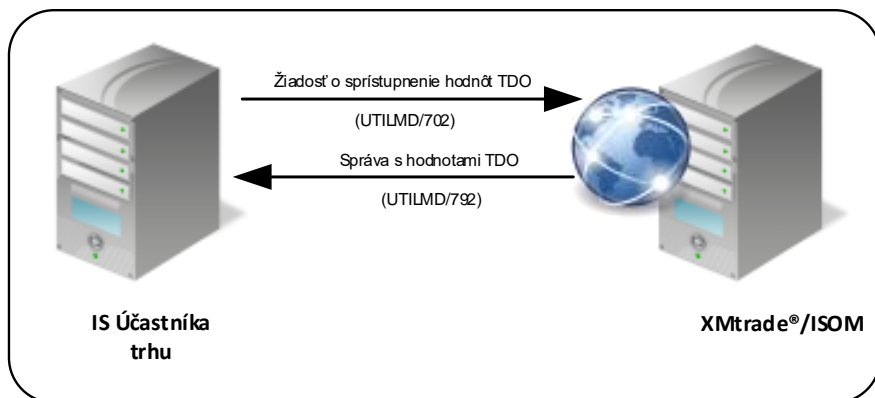 Žiadosť o sprístupnenie hodnôt TDO
(UTILMD/702)
Správa s hodnotami TDO
(UTILMD/792)
IS Účastníka
trhu
XMtrade®/ISOM